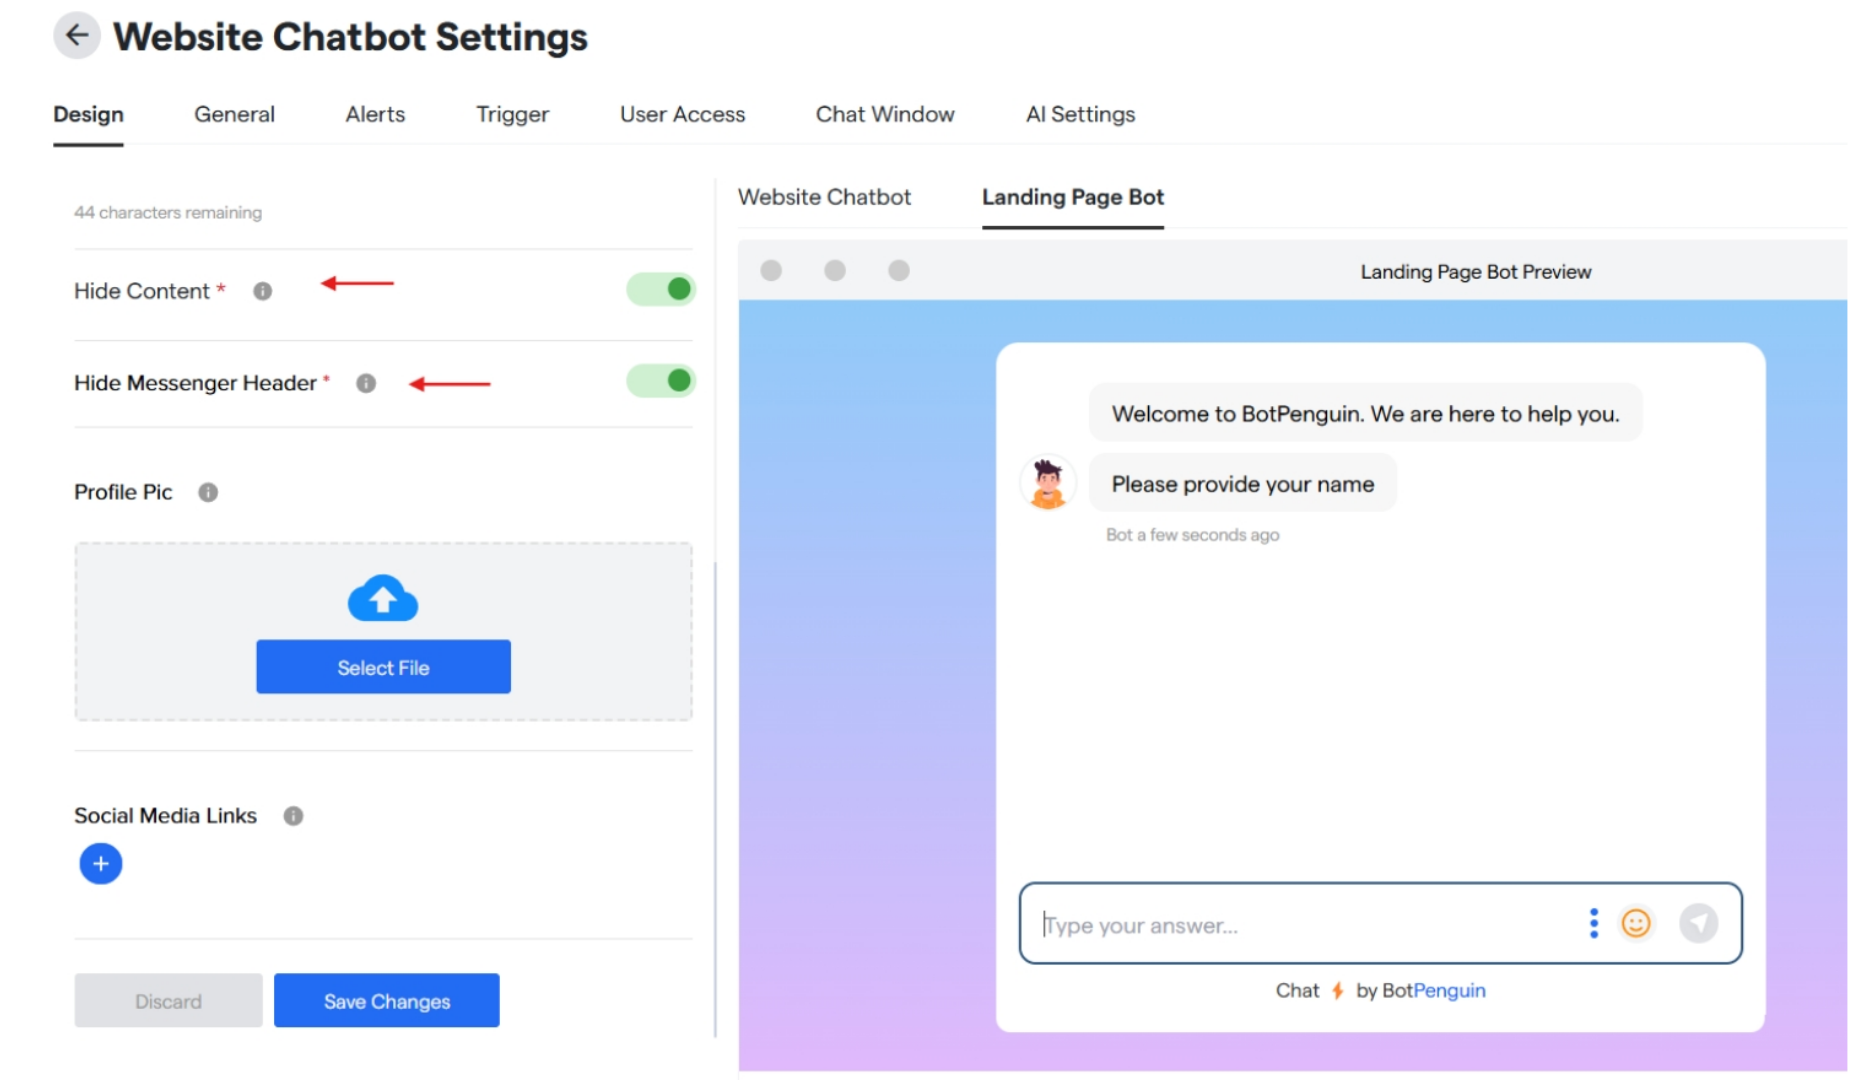 Website Chatbot Settings
Design General Alerts Trigger User Access Chat Window AI Settings
44 characters remaining
Hide Content *
Hide Messenger Header *
Profile Pic
Select File
Social Media Links
Discard Save Changes
Website Chatbot Landing Page Bot
Landing Page Bot Preview
Welcome to BotPenguin. We are here to help you.
Please provide your name
Bot a few seconds ago
Type your answer...
Chat by BotPenguin